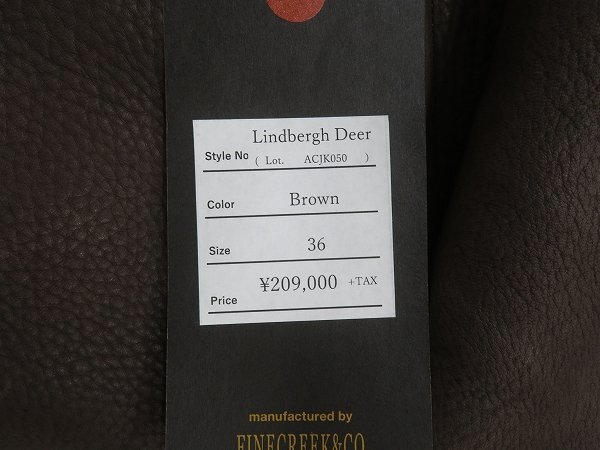 Lindbergh Deer
Style No ( Lot. ACJK050 )
Color Brown
Size 36
Price ¥209,000 +TAX
manufactured by
FINECREEK&CO